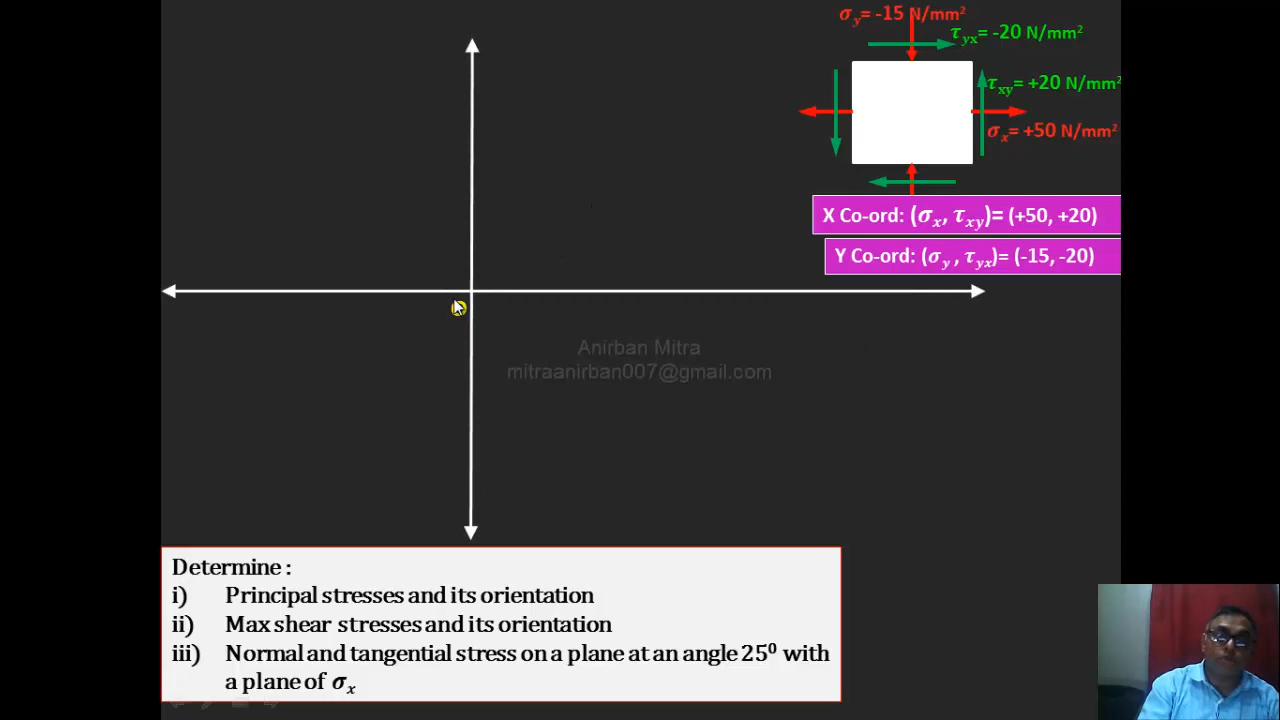 σy= -15 N/mm²
τyx= -20 N/mm²
τxy= +20 N/mm²
σx= +50 N/mm²
X Co-ord: (σx, τxy)= (+50, +20)
Y Co-ord: (σy , τyx)= (-15, -20)
Anirban Mitra
mitraanirban007@gmail.com
Determine :
i) Principal stresses and its orientation
ii) Max shear stresses and its orientation
iii) Normal and tangential stress on a plane at an angle 25⁰ with
a plane of σx